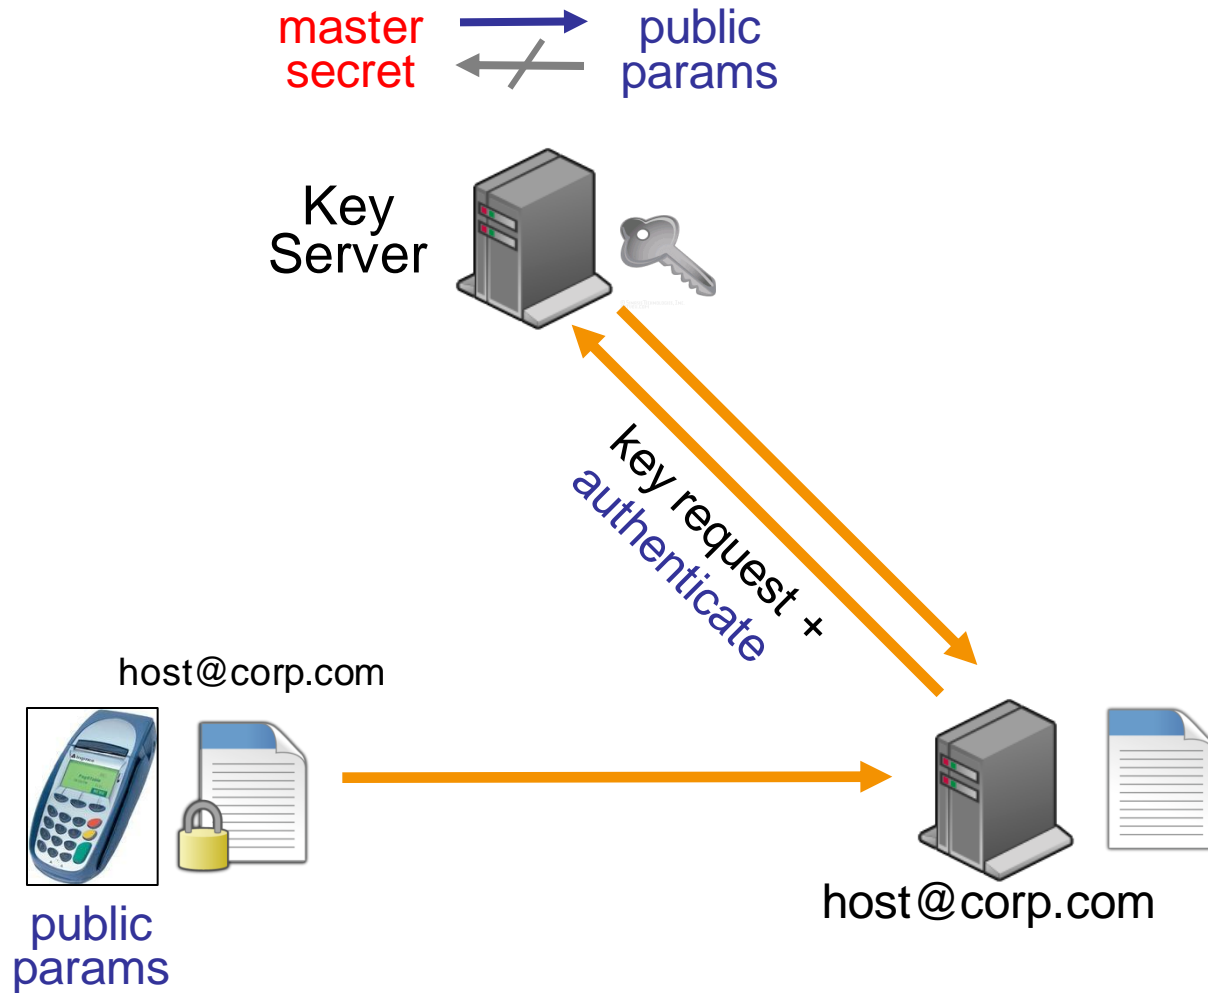 master
secret
public
params
Key
Server
key request +
authenticate
host@corp.com
public
params
host@corp.com